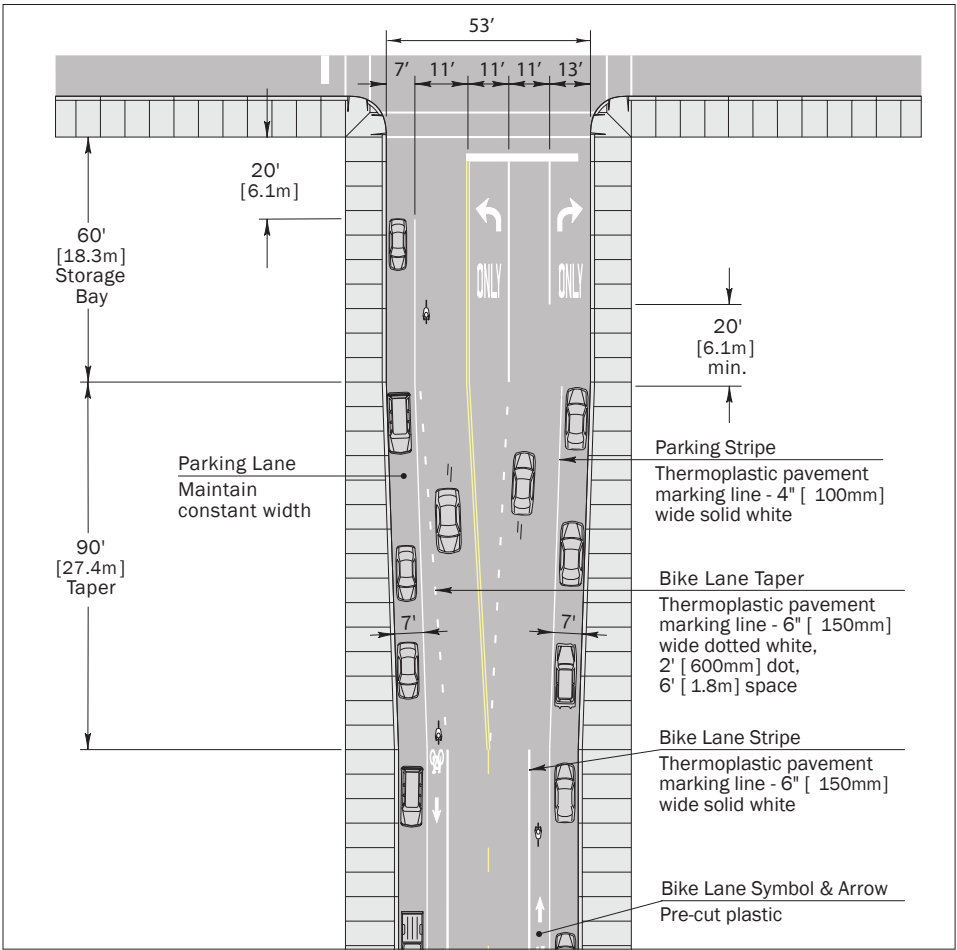 53'
7' 11' 11' 11' 13'
20'
[6.1m]
60'
[18.3m]
Storage
Bay
ONLY ONLY
20'
[6.1m]
min.
Parking Lane
Maintain
constant width
Parking Stripe
Thermoplastic pavement
marking line - 4" [ 100mm]
wide solid white
90'
[27.4m]
Taper
Bike Lane Taper
Thermoplastic pavement
marking line - 6" [ 150mm]
wide dotted white,
2' [ 600mm] dot,
6' [ 1.8m] space
7' 7'
Bike Lane Stripe
Thermoplastic pavement
marking line - 6" [ 150mm]
wide solid white
Bike Lane Symbol & Arrow
Pre-cut plastic